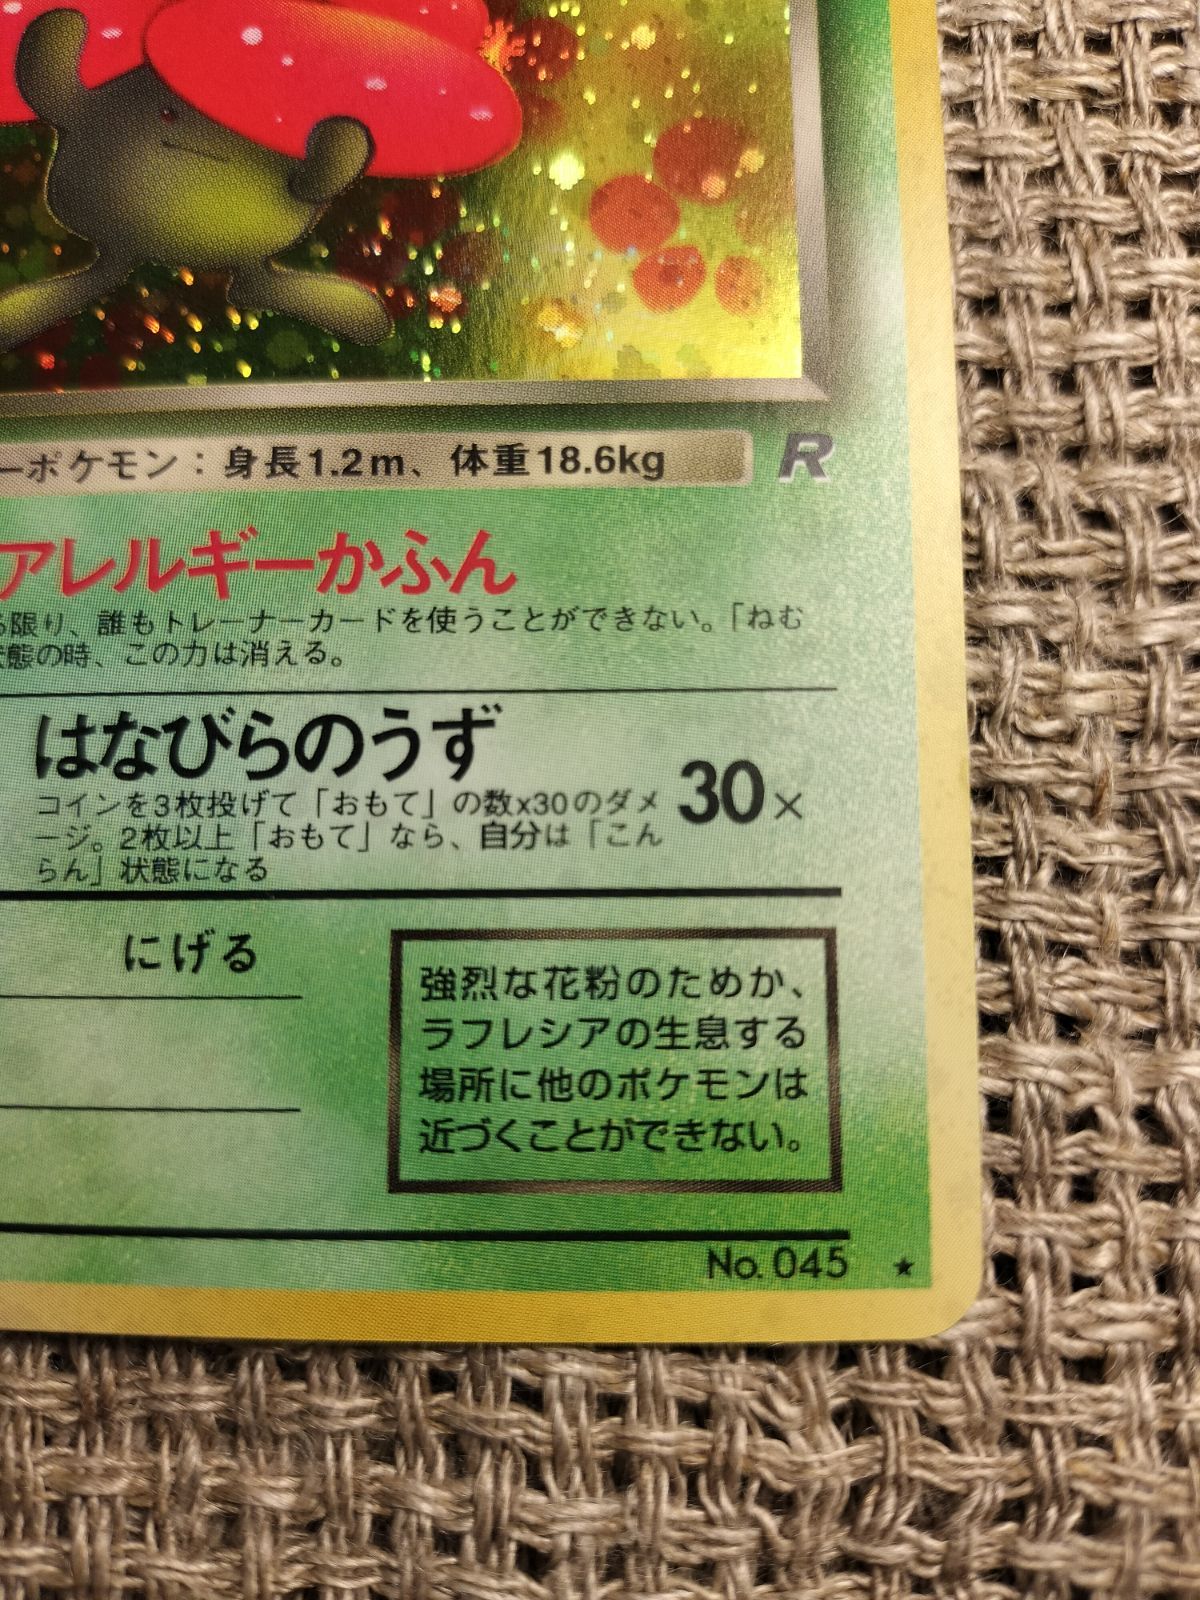 ーポケモン：身長1.2m、体重18.6kg
R
アレルギーかふん
限り、誰もトレーナーカードを使うことができない。「ねむ
態の時、この力は消える。
はなびらのうず
コインを3枚投げて「おもて」の数x30のダメ
ージ。2枚以上「おもて」なら、自分は「こん
らん」状態になる
30×
にげる
強烈な花粉のためか、
ラフレシアの生息する
場所に他のポケモンは
近づくことができない。
No. 045 ★